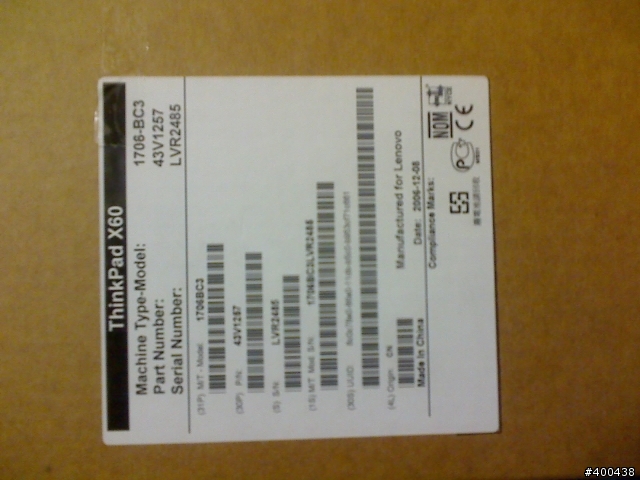 ThinkPad X60
Machine Type-Model: 1706-BC3
Part Number: 43V1257
Serial Number: LVR2485
(31P) M/T - Model 1706BC3
(30P) P/N 43V1257
(S) S/N LVR2485
(1S) M/T Mod S/N 1706BC3LVR2485
(30S) UUID
(4L) Origin CN
Made in China
Manufactured for Lenovo
Date: 2006-12-08
Compliance Marks:
NOM
CE
#400438